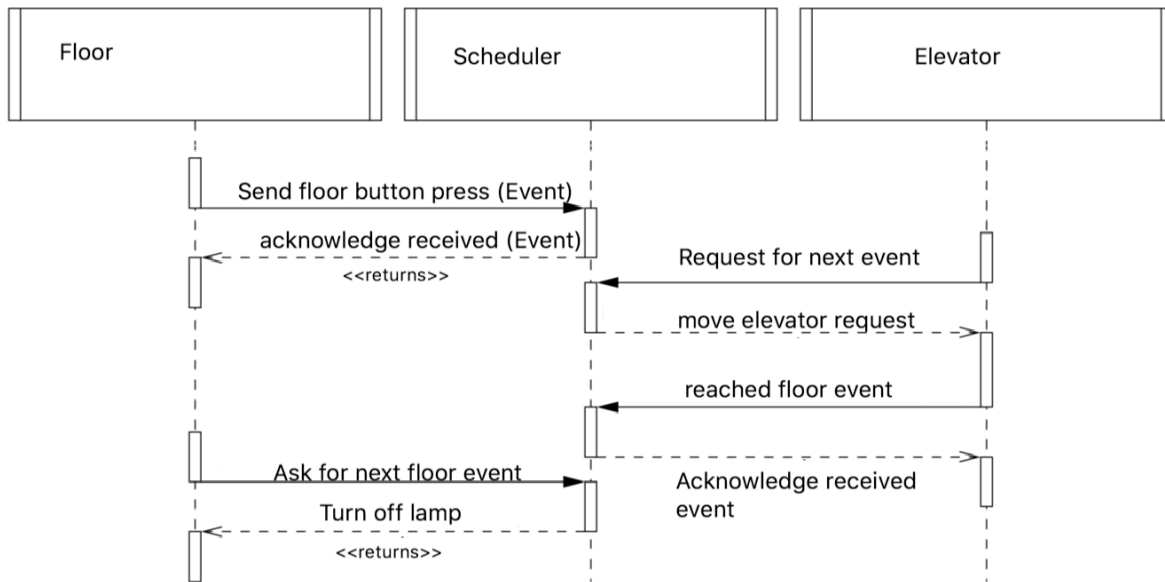 Floor
Scheduler
Elevator
Send floor button press (Event)
acknowledge received (Event)
<<returns>>
Request for next event
move elevator request
reached floor event
Ask for next floor event
Acknowledge received
event
Turn off lamp
<<returns>>